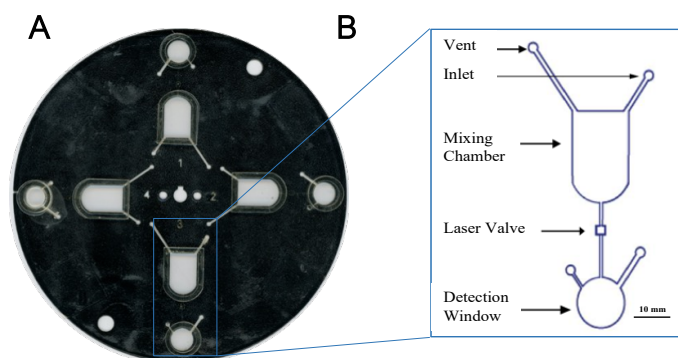 A
B
1
4
2
3
Vent
Inlet
Mixing
Chamber
Laser Valve
Detection
Window
10 mm